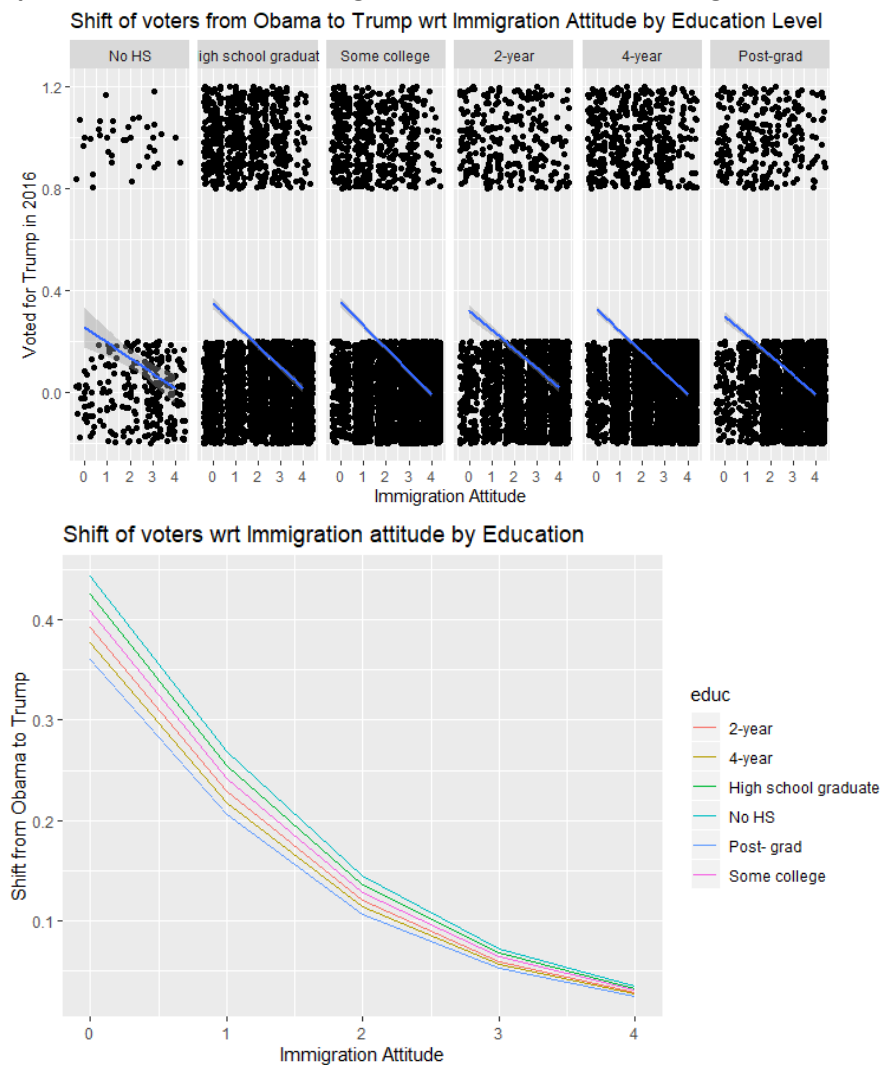 Shift of voters from Obama to Trump wrt Immigration Attitude by Education Level
No HS igh school graduat Some college 2-year 4-year Post-grad
1.2
0.8
0.4
0.0
Voted for Trump in 2016
0 1 2 3 4 0 1 2 3 4 0 1 2 3 4 0 1 2 3 4 0 1 2 3 4 0 1 2 3 4
Immigration Attitude
Shift of voters wrt Immigration attitude by Education
0.4
0.3
0.2
0.1
Shift from Obama to Trump
0 1 2 3 4
Immigration Attitude
educ
2-year
4-year
High school graduate
No HS
Post- grad
Some college